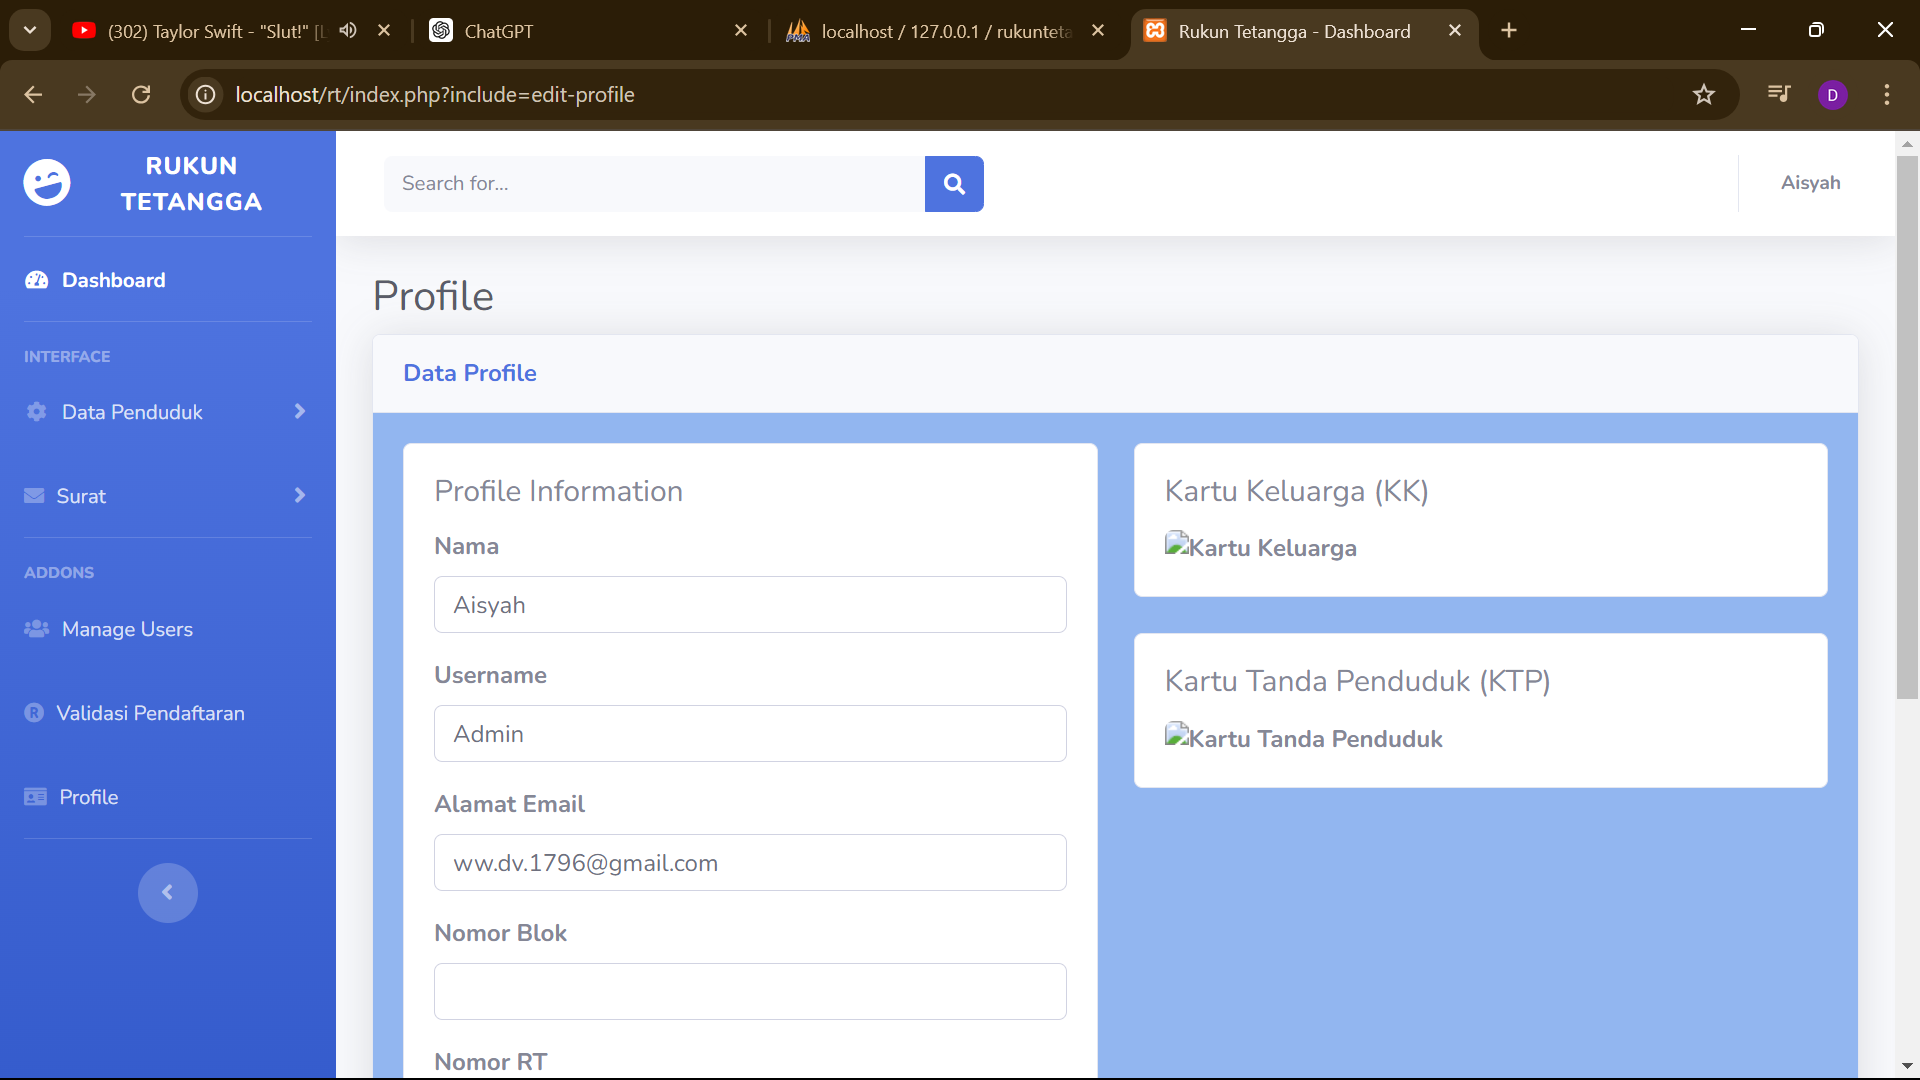 (302) Taylor Swift - "Slut!" [L
ChatGPT
localhost / 127.0.0.1 / rukunteta
Rukun Tetangga - Dashboard
localhost/rt/index.php?include=edit-profile
D
RUKUN
TETANGGA
Search for...
Aisyah
Dashboard
INTERFACE
Data Penduduk
Surat
ADDONS
Manage Users
R
Validasi Pendaftaran
Profile
Profile
Data Profile
Profile Information
Nama
Aisyah
Username
Admin
Alamat Email
ww.dv.1796@gmail.com
Nomor Blok
Nomor RT
Kartu Keluarga (KK)
Kartu Keluarga
Kartu Tanda Penduduk (KTP)
Kartu Tanda Penduduk